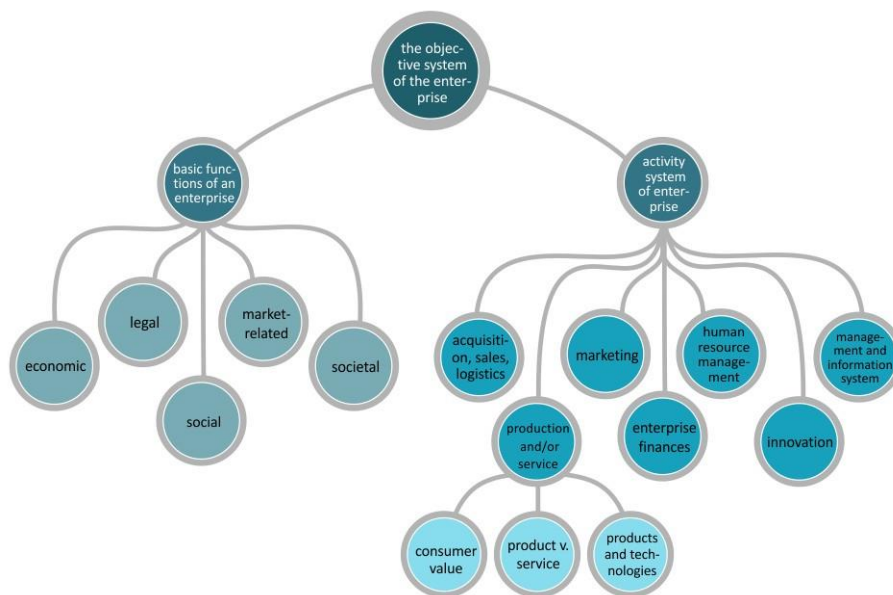 the objec-
tive system
of the enter-
prise
basic func-
tions of an
enterprise
activity
system
of enter-
prise
economic
legal
social
market-
related
societal
acquisiti-
on, sales,
logistics
marketing
human
resource
manage-
ment
manage-
ment and
information
system
production
and/or
service
enterprise
finances
innovation
consumer
value
product v.
service
products
and tech-
nologies